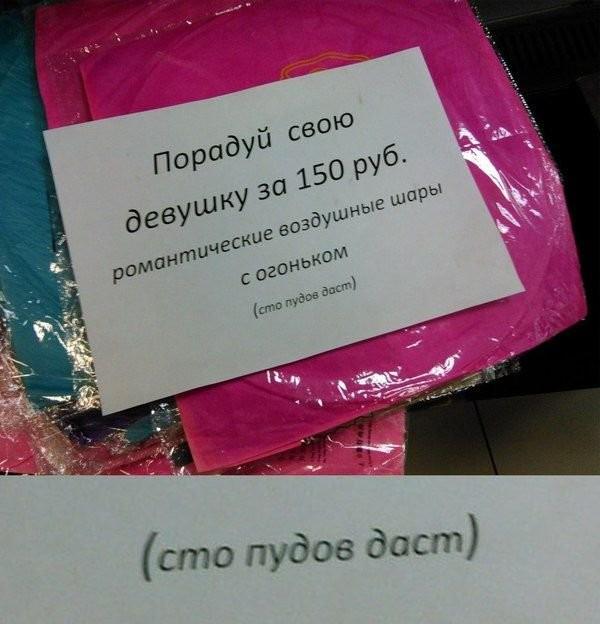 Порадуй свою
девушку за 150 руб.
романтические воздушные шары
с огоньком
(сто пудов даст)
(сто пудов даст)